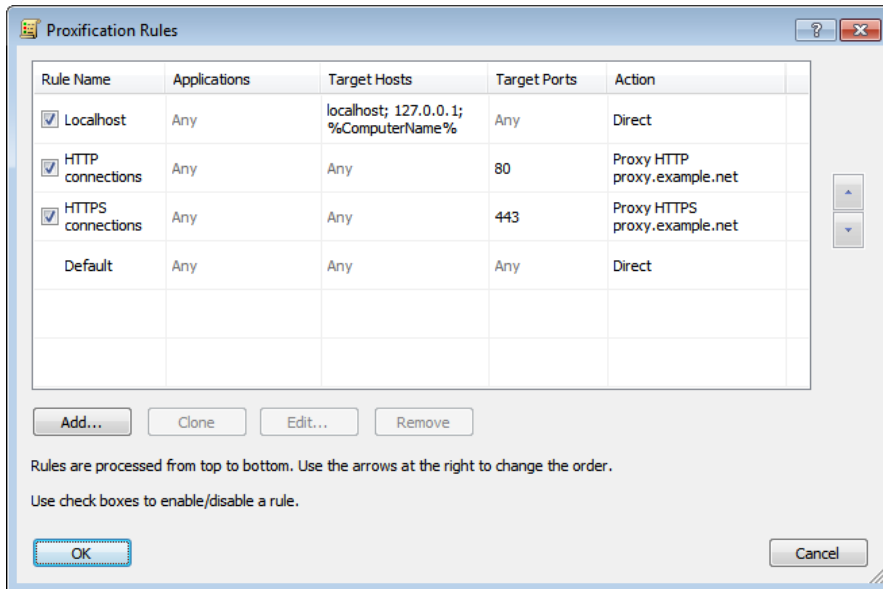 Proxification Rules
Rule Name Applications Target Hosts Target Ports Action
Localhost Any localhost; 127.0.0.1; %ComputerName% Any Direct
HTTP connections Any Any 80 Proxy HTTP proxy.example.net
HTTPS connections Any Any 443 Proxy HTTPS proxy.example.net
Default Any Any Any Direct
Add... Clone Edit... Remove
Rules are processed from top to bottom. Use the arrows at the right to change the order.
Use check boxes to enable/disable a rule.
OK Cancel